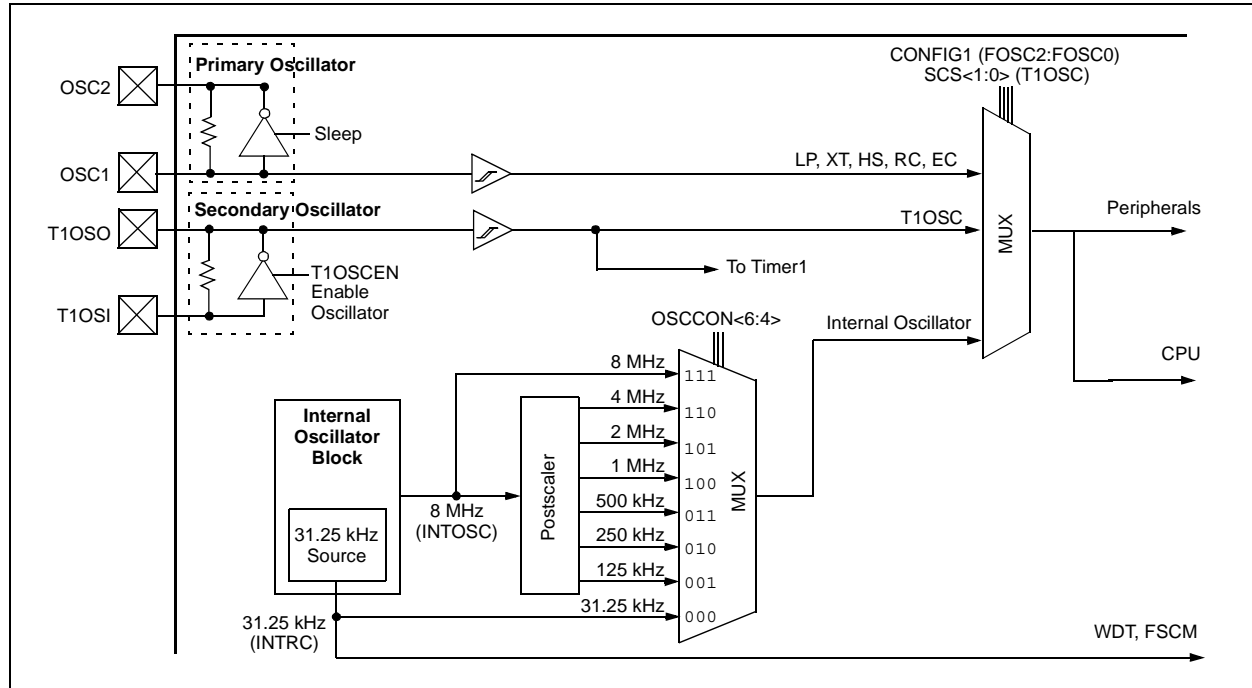 CONFIG1 (FOSC2:FOSC0)
SCS<1:0> (T1OSC)
Primary Oscillator
OSC2
Sleep
OSC1
LP, XT, HS, RC, EC
Secondary Oscillator
T1OSO
T1OSC
MUX
Peripherals
To Timer1
T1OSCEN
Enable
Oscillator
T1OSI
OSCCON<6:4>
Internal Oscillator
CPU
8 MHz
111
4 MHz
110
Internal
Oscillator
Block
2 MHz
101
1 MHz
100
Postscaler
MUX
8 MHz
(INTOSC)
500 kHz
011
31.25 kHz
Source
250 kHz
010
125 kHz
001
31.25 kHz
000
31.25 kHz
(INTRC)
WDT, FSCM